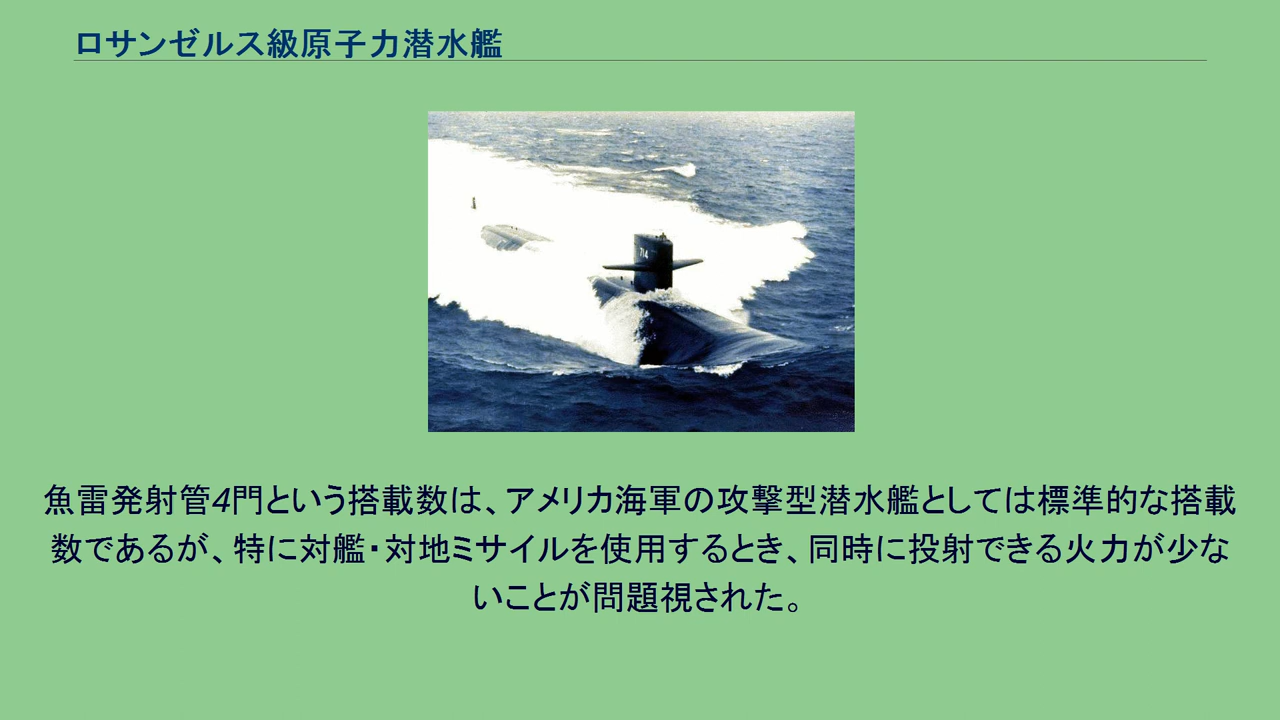 ロサンゼルス級原子力潜水艦
714
魚雷発射管4門という搭載数は、アメリカ海軍の攻撃型潜水艦としては標準的な搭載
数であるが、特に対艦・対地ミサイルを使用するとき、同時に投射できる火力が少な
いことが問題視された。